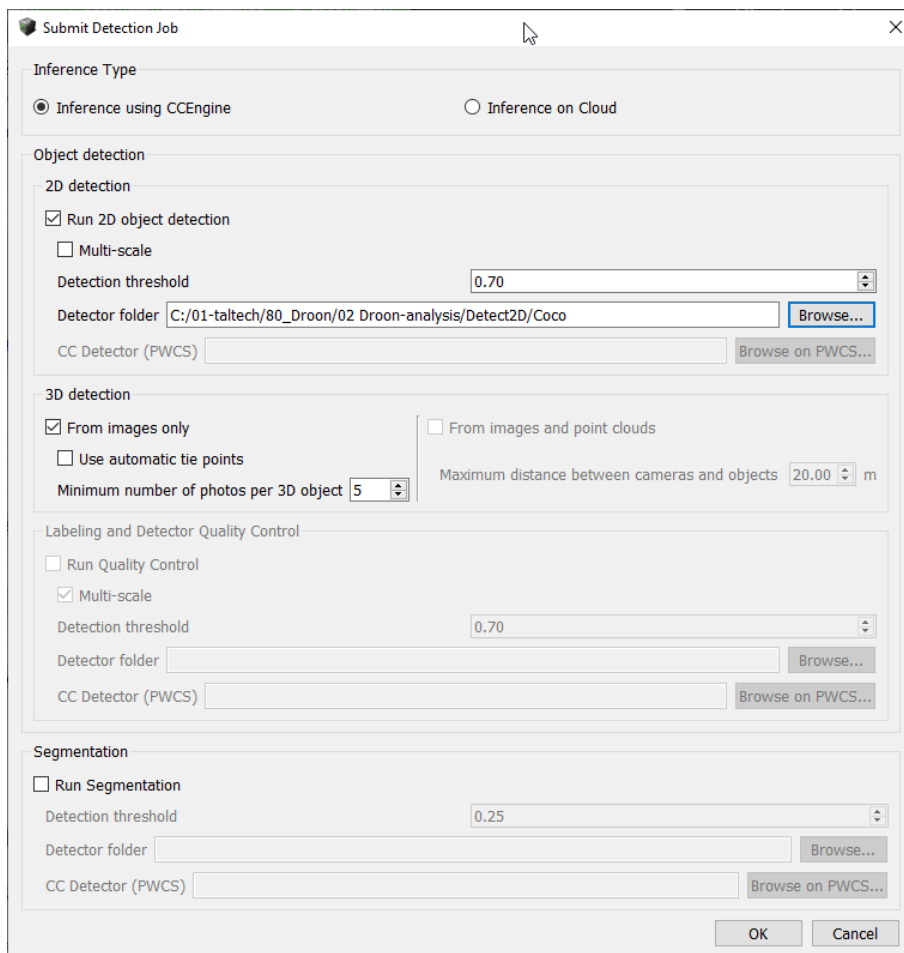 Submit Detection Job
Inference Type
Inference using CCEngine Inference on Cloud
Object detection
2D detection
Run 2D object detection
Multi-scale
Detection threshold 0.70
Detector folder C:/01-taltech/80_Droon/02 Droon-analysis/Detect2D/Coco Browse...
CC Detector (PWCS) Browse on PWCS...
3D detection
From images only From images and point clouds
Use automatic tie points
Maximum distance between cameras and objects 20.00 m
Minimum number of photos per 3D object 5
Labeling and Detector Quality Control
Run Quality Control
Multi-scale
Detection threshold 0.70
Detector folder Browse...
CC Detector (PWCS) Browse on PWCS...
Segmentation
Run Segmentation
Detection threshold 0.25
Detector folder Browse...
CC Detector (PWCS) Browse on PWCS...
OK Cancel